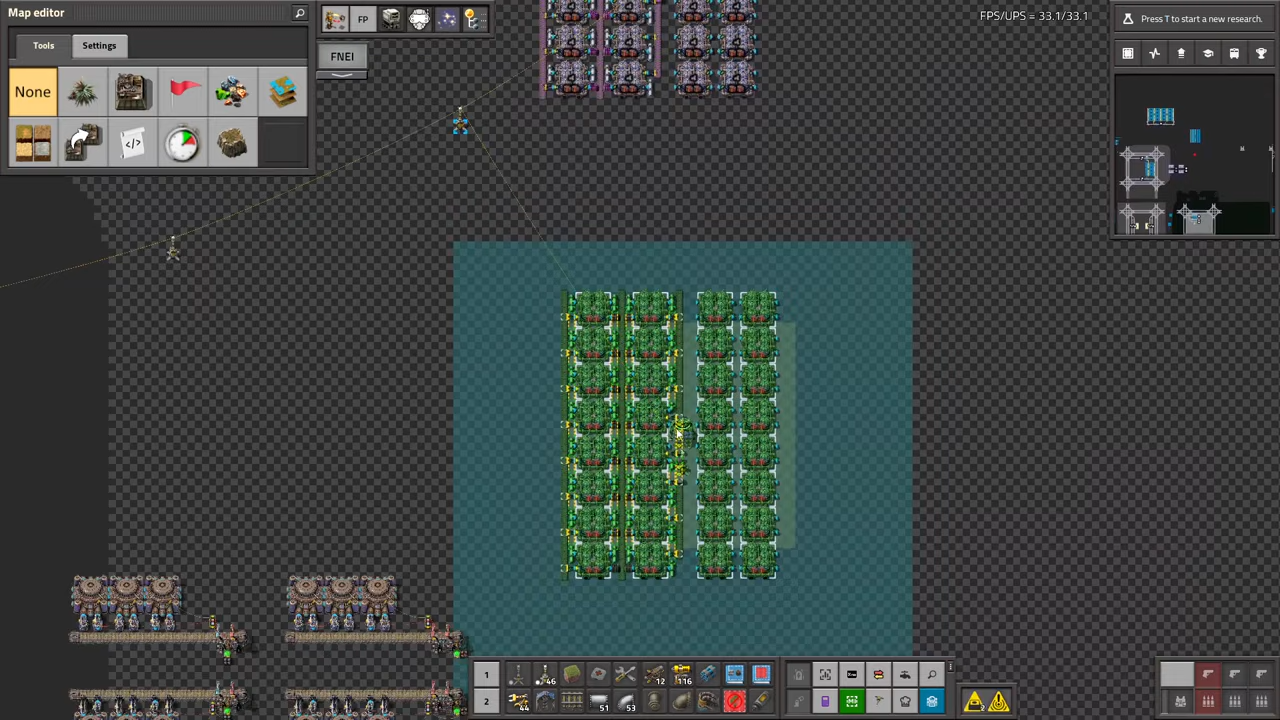 Map editor
FP
FPS/UPS = 33.1/33.1
Press T to start a new research.
Tools
Settings
FNEI
None
</>
1
46
12
116
2
44
51
53
2